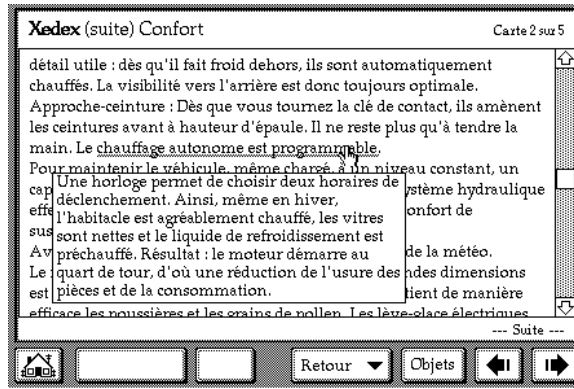 Xedex (suite) Confort
Carte 2 sur 5
détail utile : dès qu'il fait froid dehors, ils sont automatiquement
chauffés. La visibilité vers l'arrière est donc toujours optimale.
Approche-ceinture : Dès que vous tournez la clé de contact, ils amènent
les ceintures avant à hauteur d'épaule. Il ne reste plus qu'à tendre la
main. Le chauffage autonome est programmable.
Pour maintenir le véhicule, même chargé, à un niveau constant, un
cap
ystème hydraulique
effe
onfort de
sus
Av
de la météo.
Le
ndes dimensions
est
tient de manière
efficace les poussières et les grains de pollen. Les lève-glace électriques
Une horloge permet de choisir deux horaires de
déclenchement. Ainsi, même en hiver,
l'habitacle est agréablement chauffé, les vitres
sont nettes et le liquide de refroidissement est
préchauffé. Résultat : le moteur démarre au
quart de tour, d'où une réduction de l'usure des
pièces et de la consommation.
--- Suite ---
Retour
Objets